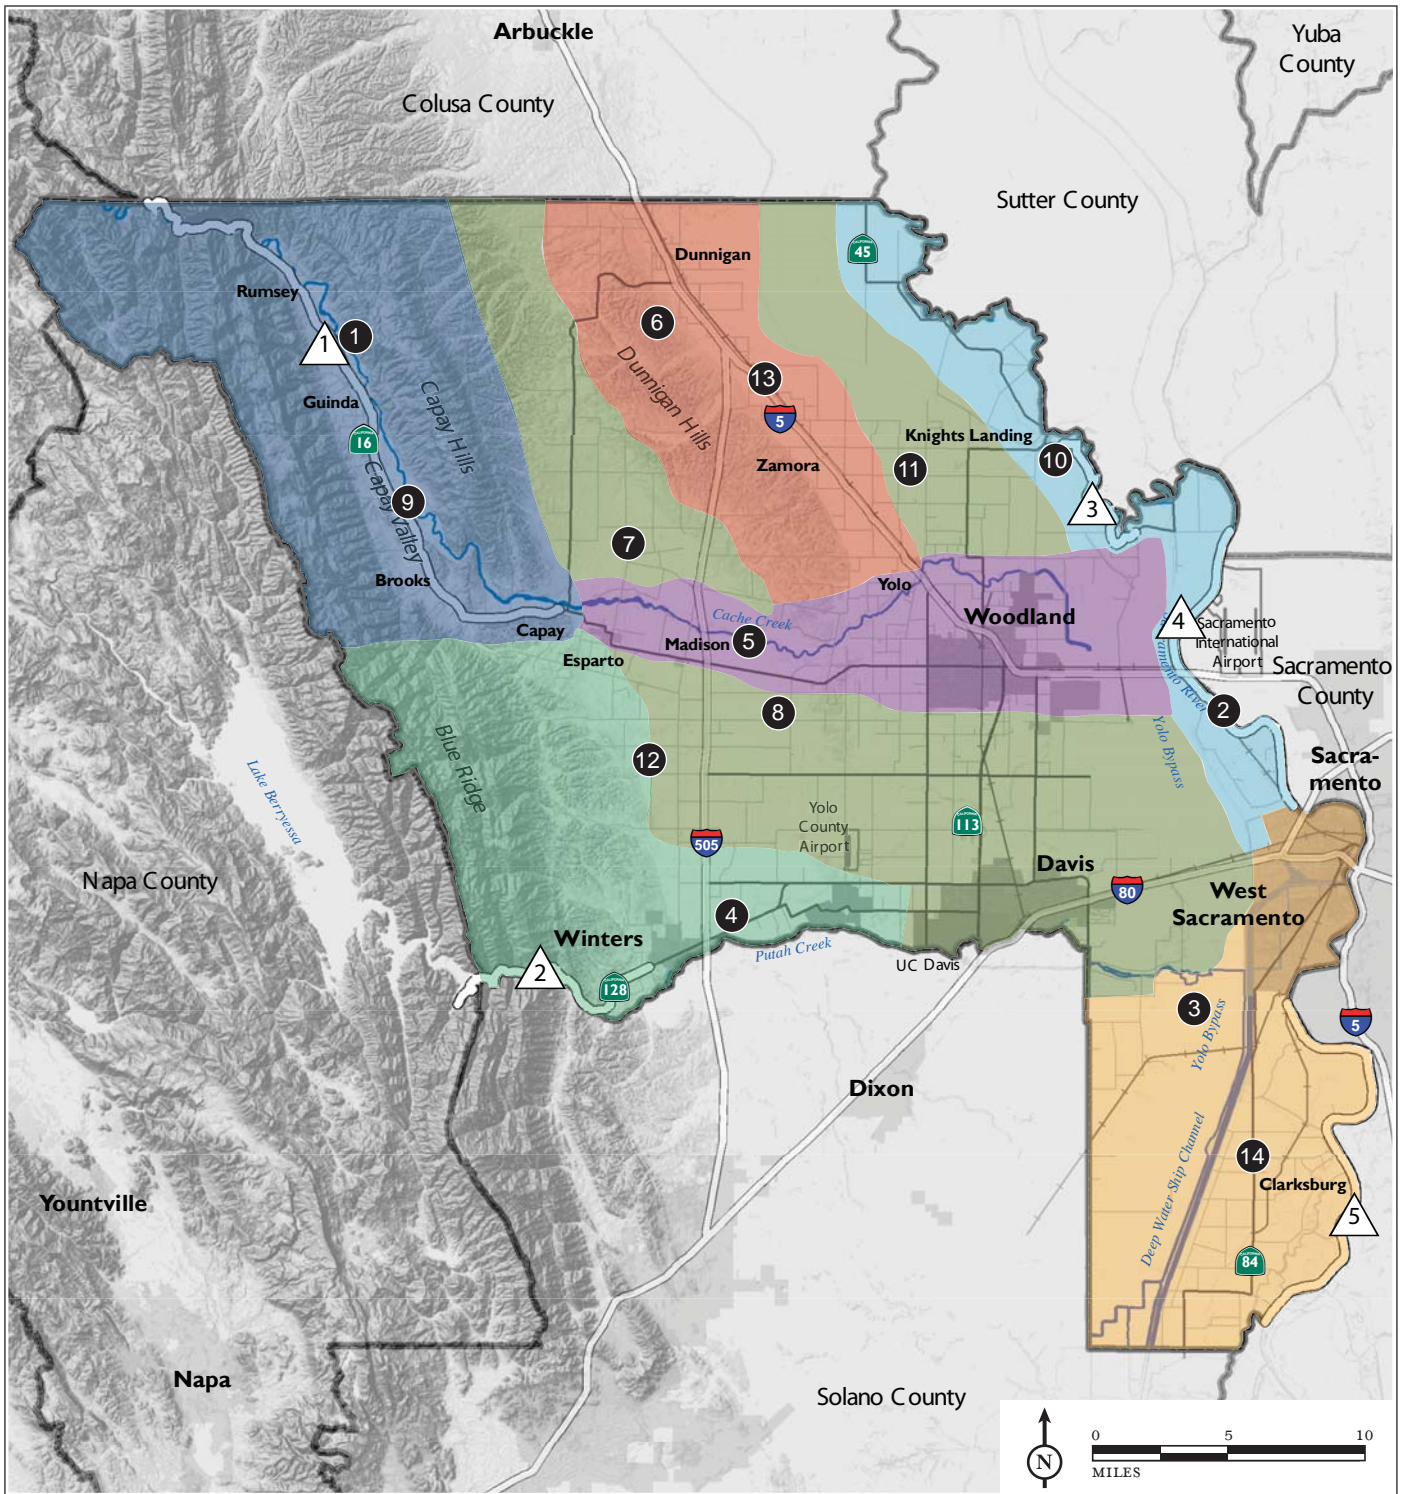 Arbuckle
Yuba
County
Colusa County
Sutter County
CALIFORNIA
45
Dunnigan
Rumsey
6
1
1
13
5
Dunnigan Hills
Guinda
Capay Hills
CALIFORNIA
16
Knights Landing
10
Zamora
11
Capay Valley
9
3
7
Brooks
Yolo
Cache Creek
Woodland
4
Sacramento
International
Airport
Capay
Madison
5
Esparto
Sacramento
County
Sacramento River
2
8
Yolo Bypass
Blue Ridge
12
Sacra-
mento
Lake Berryessa
Yolo
County
Airport
CALIFORNIA
113
505
Davis
Napa County
80
West
Sacramento
4
Winters
Putah Creek
UC Davis
2
CALIFORNIA
128
3
5
Yolo Bypass
Dixon
Deep Water Ship Channel
14
Clarksburg
Yountville
5
CALIFORNIA
84
Napa
Solano County
N
0 5 10
MILES